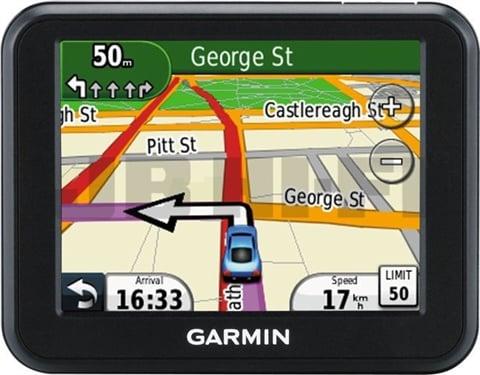 50m
George St
gh St
Castlereagh St
+
Pitt St
−
George St
Arrival
16:33
ath
Speed
17 km/h
LIMIT
50
GARMIN